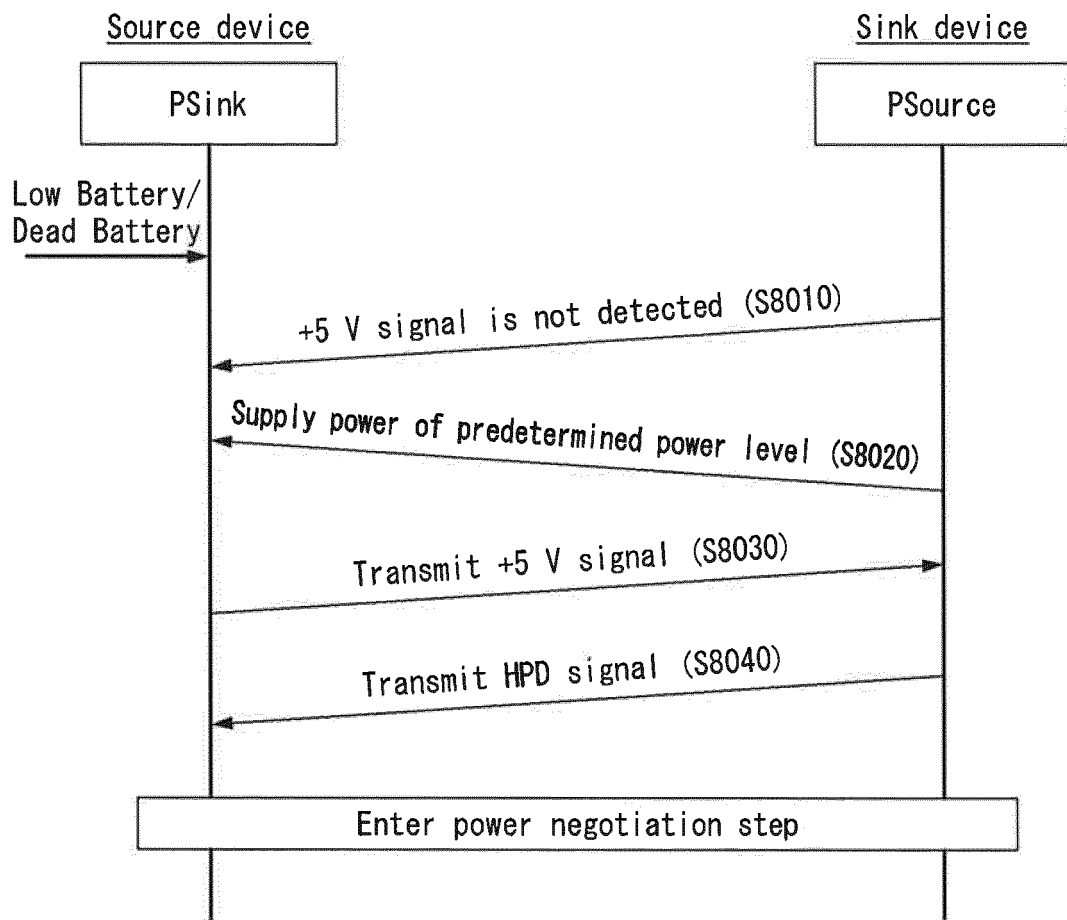 Source device
Sink device
PSink
PSource
Low Battery/
Dead Battery
+5 V signal is not detected (S8010)
Supply power of predetermined power level (S8020)
Transmit +5 V signal (S8030)
Transmit HPD signal (S8040)
Enter power negotiation step